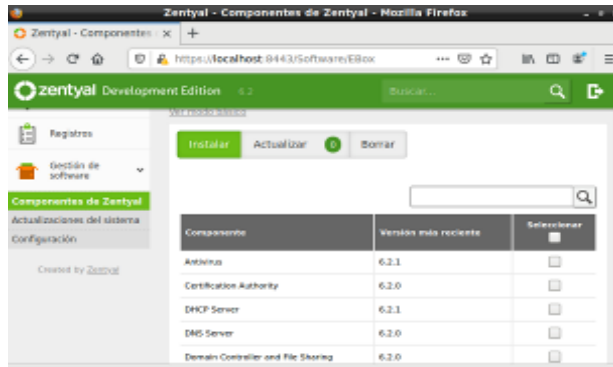 Zentyal - Componentes de Zentyal - Mozilla Firefox
Zentyal - Componentes
https://localhost:8443/Software/EBox
zentyal Development Edition 6.2
Buscar...
Ver modo básico
Registros
Instalar Actualizar 0 Borrar
Gestión de
software
Componentes de Zentyal
Actualizaciones del sistema
Configuración
Created by Zentyal
Componente Versión más reciente Seleccionar
Antivirus 6.2.1
Certification Authority 6.2.0
DHCP Server 6.2.1
DNS Server 6.2.0
Domain Controller and File Sharing 6.2.0